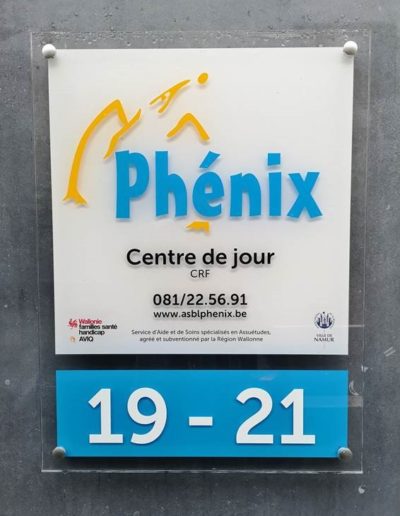 Phénix
Centre de jour
CRF
081/22.56.91
www.asblphenix.be
Wallonie
familles santé
handicap
AVIQ
Service d'Aide et de Soins spécialisés en Assuétudes,
agréé et subventionné par la Région Wallonne
VILLE DE
NAMUR
19 - 21